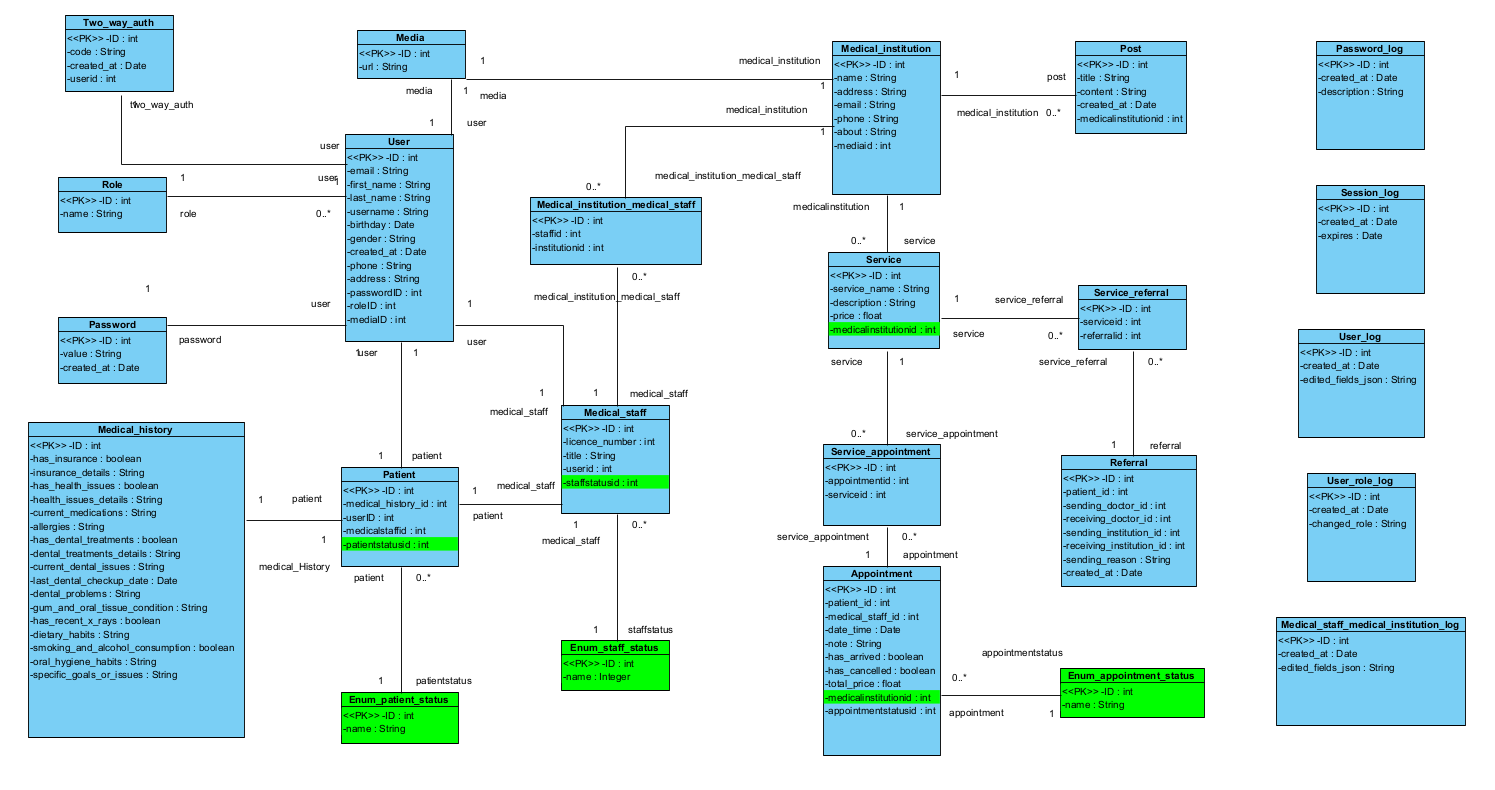 Two_way_auth
<<PK>> -ID : int
-code : String
-created_at : Date
-userid : int
two_way_auth
user
Media
<<PK>> -ID : int
-url : String
1
medical_institution
media
1
media
1
1
user
medical_institution
1
Medical_institution
<<PK>> -ID : int
-name : String
-address : String
-email : String
-phone : String
-about : String
-mediaid : int
1
post
medical_institution
0..*
Post
<<PK>> -ID : int
-title : String
-content : String
-created_at : Date
-medicalinstitutionid : int
Password_log
<<PK>> -ID : int
-created_at : Date
-description : String
User
<<PK>> -ID : int
-email : String
-first_name : String
-last_name : String
-username : String
-birthday : Date
-gender : String
-created_at : Date
-phone : String
-address : String
-passwordID : int
-roleID : int
-mediaID : int
Role
<<PK>> -ID : int
-name : String
1
user
1
role
0..*
medical_institution_medical_staff
0..*
Medical_institution_medical_staff
<<PK>> -ID : int
-staffid : int
-institutionid : int
0..*
medical_institution_medical_staff
medicalinstitution
1
0..*
service
Session_log
<<PK>> -ID : int
-created_at : Date
-expires : Date
Service
<<PK>> -ID : int
-service_name : String
-description : String
-price : float
-medicalinstitutionid : int
1
service_referral
service
0..*
Service_referral
<<PK>> -ID : int
-serviceid : int
-referralid : int
service_referral
0..*
1
user
password
Password
<<PK>> -ID : int
-value : String
-created_at : Date
1
user
1
user
1
service
1
User_log
<<PK>> -ID : int
-created_at : Date
-edited_fields_json : String
1
medical_staff
1
medical_staff
Medical_staff
<<PK>> -ID : int
-licence_number : int
-title : String
-userid : int
-staffstatusid : int
0..*
service_appointment
Service_appointment
<<PK>> -ID : int
-appointmentid : int
-serviceid : int
1
referral
Referral
<<PK>> -ID : int
-patient_id : int
-sending_doctor_id : int
-receiving_doctor_id : int
-sending_institution_id : int
-receiving_institution_id : int
-sending_reason : String
-created_at : Date
User_role_log
<<PK>> -ID : int
-created_at : Date
-changed_role : String
Medical_history
<<PK>> -ID : int
-has_insurance : boolean
-insurance_details : String
-has_health_issues : boolean
-health_issues_details : String
-current_medications : String
-allergies : String
-has_dental_treatments : boolean
-dental_treatments_details : String
-current_dental_issues : String
-last_dental_checkup_date : Date
-dental_problems : String
-gum_and_oral_tissue_condition : String
-has_recent_x_rays : boolean
-dietary_habits : String
-smoking_and_alcohol_consumption : boolean
-oral_hygiene_habits : String
-specific_goals_or_issues : String
1
patient
1
medical_History
1
patient
Patient
<<PK>> -ID : int
-medical_history_id : int
-userID : int
-medicalstaffid : int
-patientstatusid : int
1
medical_staff
patient
patient
0..*
1
medical_staff
0..*
1
staffstatus
Enum_staff_status
<<PK>> -ID : int
-name : Integer
1
patientstatus
Enum_patient_status
<<PK>> -ID : int
-name : String
service_appointment
0..*
1
appointment
Appointment
<<PK>> -ID : int
-patient_id : int
-medical_staff_id : int
-date_time : Date
-note : String
-has_arrived : boolean
-has_cancelled : boolean
-total_price : float
-medicalinstitutionid : int
-appointmentstatusid : int
appointmentstatus
0..*
appointment
1
Enum_appointment_status
<<PK>> -ID : int
-name : String
Medical_staff_medical_institution_log
<<PK>> -ID : int
-created_at : Date
-edited_fields_json : String